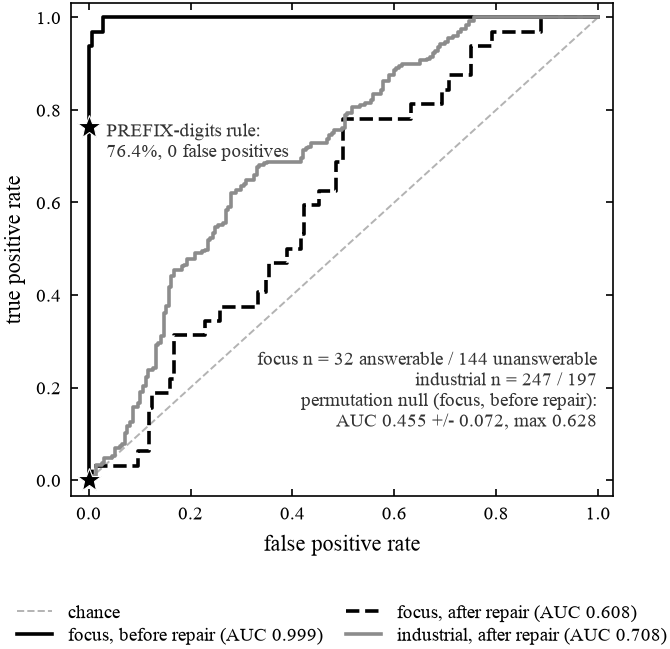 1.0
0.8
0.6
0.4
0.2
0.0
true positive rate
PREFIX-digits rule:
76.4%, 0 false positives
focus n = 32 answerable / 144 unanswerable
industrial n = 247 / 197
permutation null (focus, before repair):
AUC 0.455 +/- 0.072, max 0.628
0.0 0.2 0.4 0.6 0.8 1.0
false positive rate
chance
focus, before repair (AUC 0.999)
focus, after repair (AUC 0.608)
industrial, after repair (AUC 0.708)